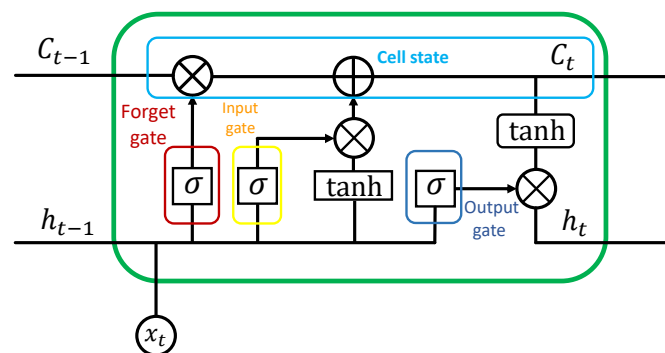 C_{t-1}
Cell state
C_t
Forget
gate
Input
gate
tanh
σ
σ
tanh
σ
Output
gate
h_{t-1}
h_t
x_t